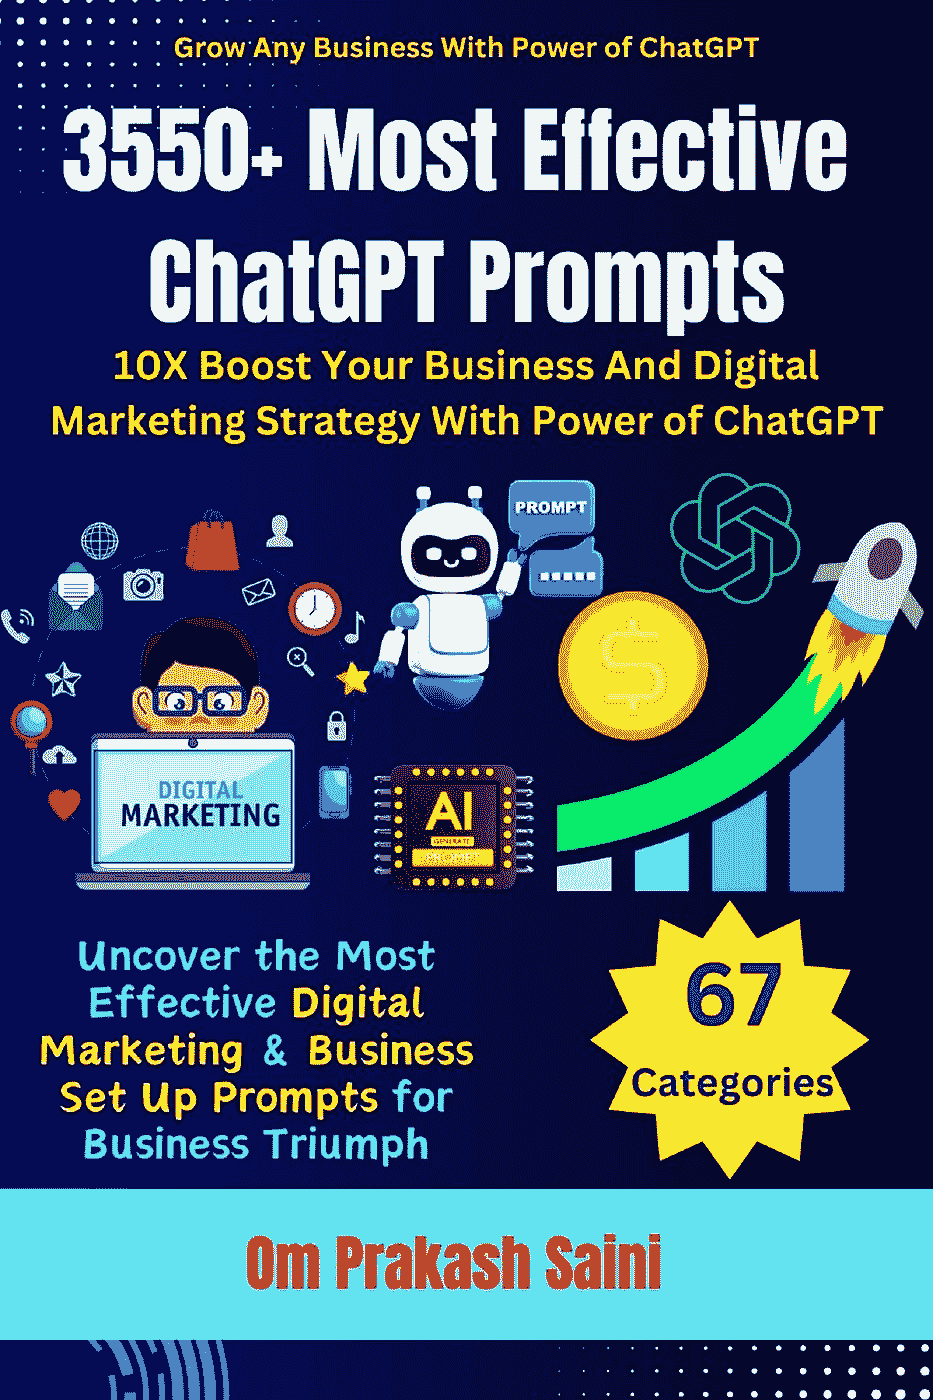 Grow Any Business With Power of ChatGPT
3550+ Most Effective
ChatGPT Prompts
10X Boost Your Business And Digital
Marketing Strategy With Power of ChatGPT
PROMPT
DIGITAL
MARKETING
AI
GENERATE
Uncover the Most
Effective Digital
Marketing & Business
Set Up Prompts for
Business Triumph
67
Categories
Om Prakash Saini